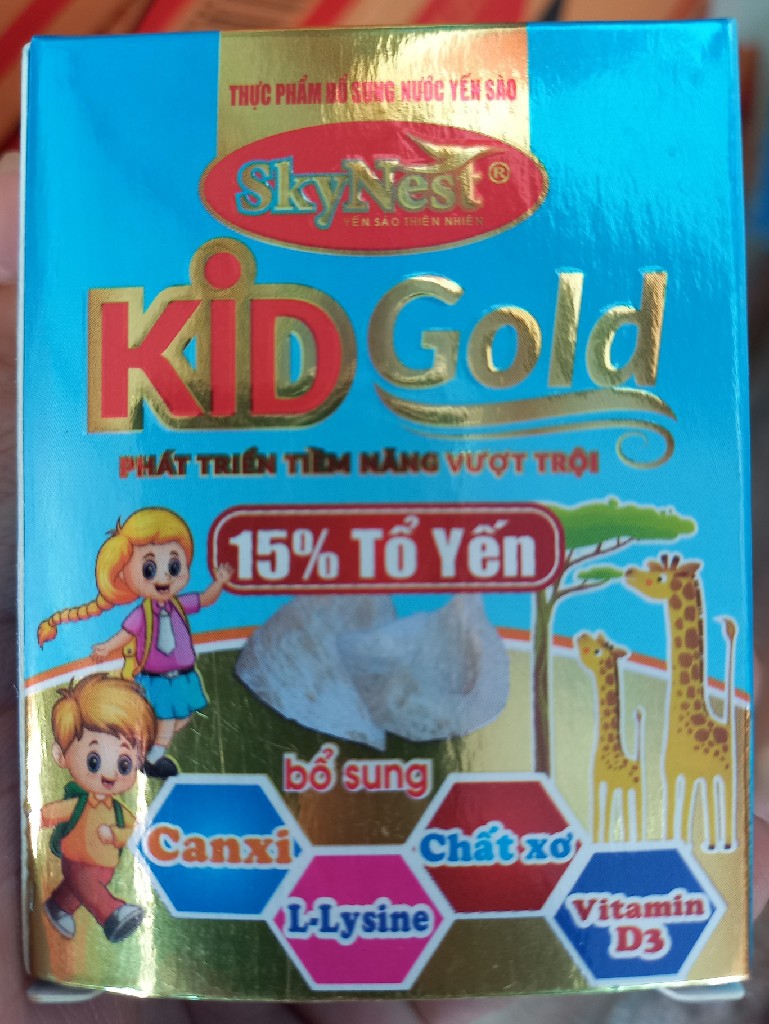 THỰC PHẨM BỔ SUNG NƯỚC YẾN SÀO
SkyNest®
YẾN SÀO THIÊN NHIÊN
KiD Gold
PHÁT TRIỂN TIỀM NĂNG VƯỢT TRỘI
15% Tổ Yến
bổ sung
Canxi
Chất xơ
L-Lysine
Vitamin
D3